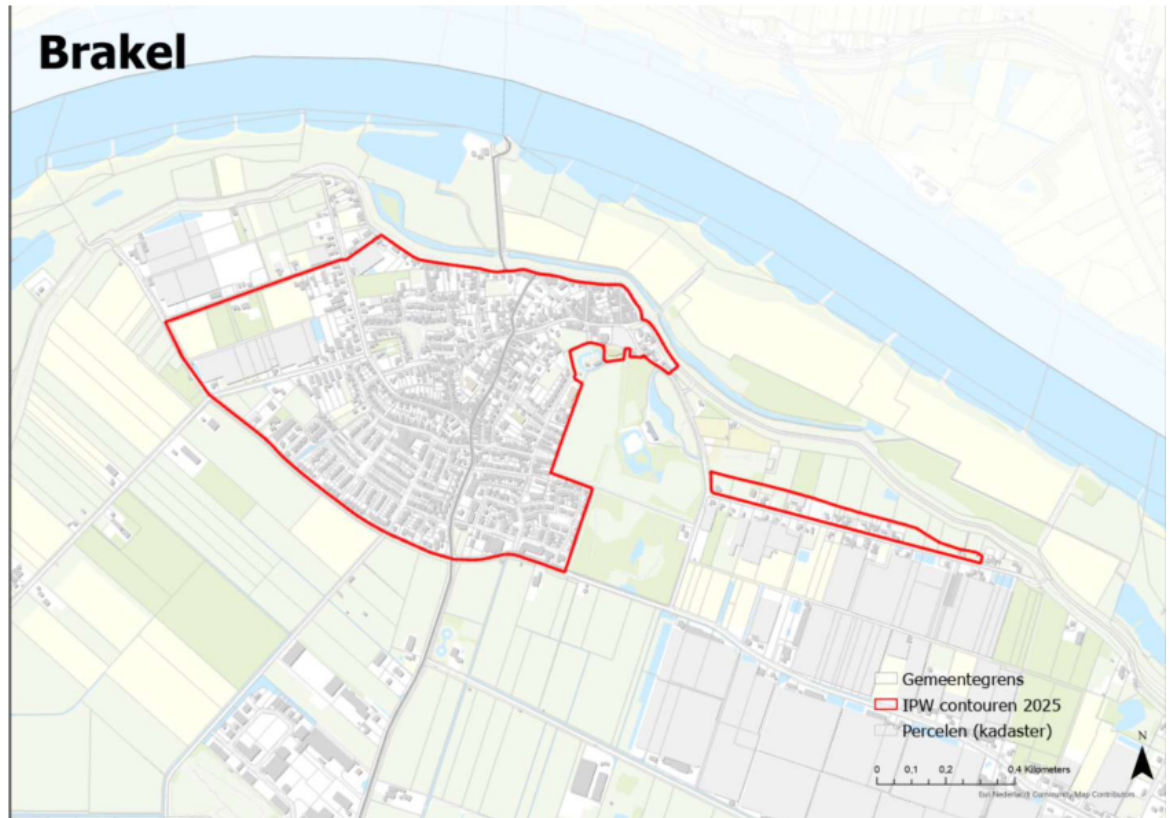 Brakel
Gemeentegrens
IPW contouren 2025
Percelen (kadaster)
N
0 0,1 0,2 0,4 Kilometers
Esri Nederland, Community Map Contributors